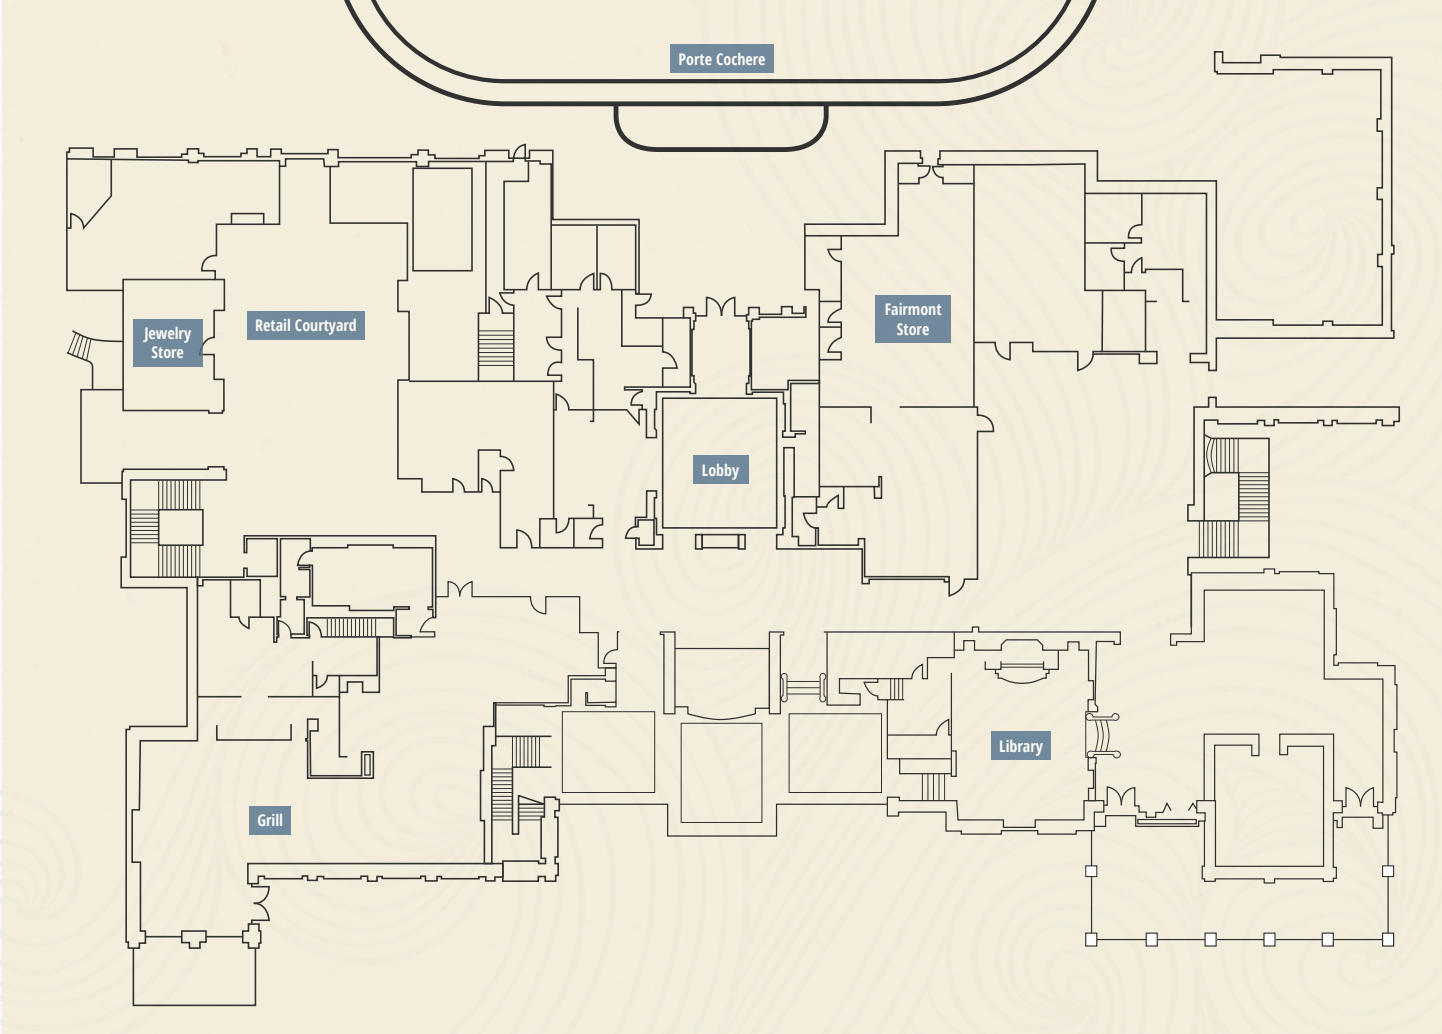 Porte Cochere
Jewelry
Store
Retail Courtyard
Fairmont
Store
Lobby
Library
Grill